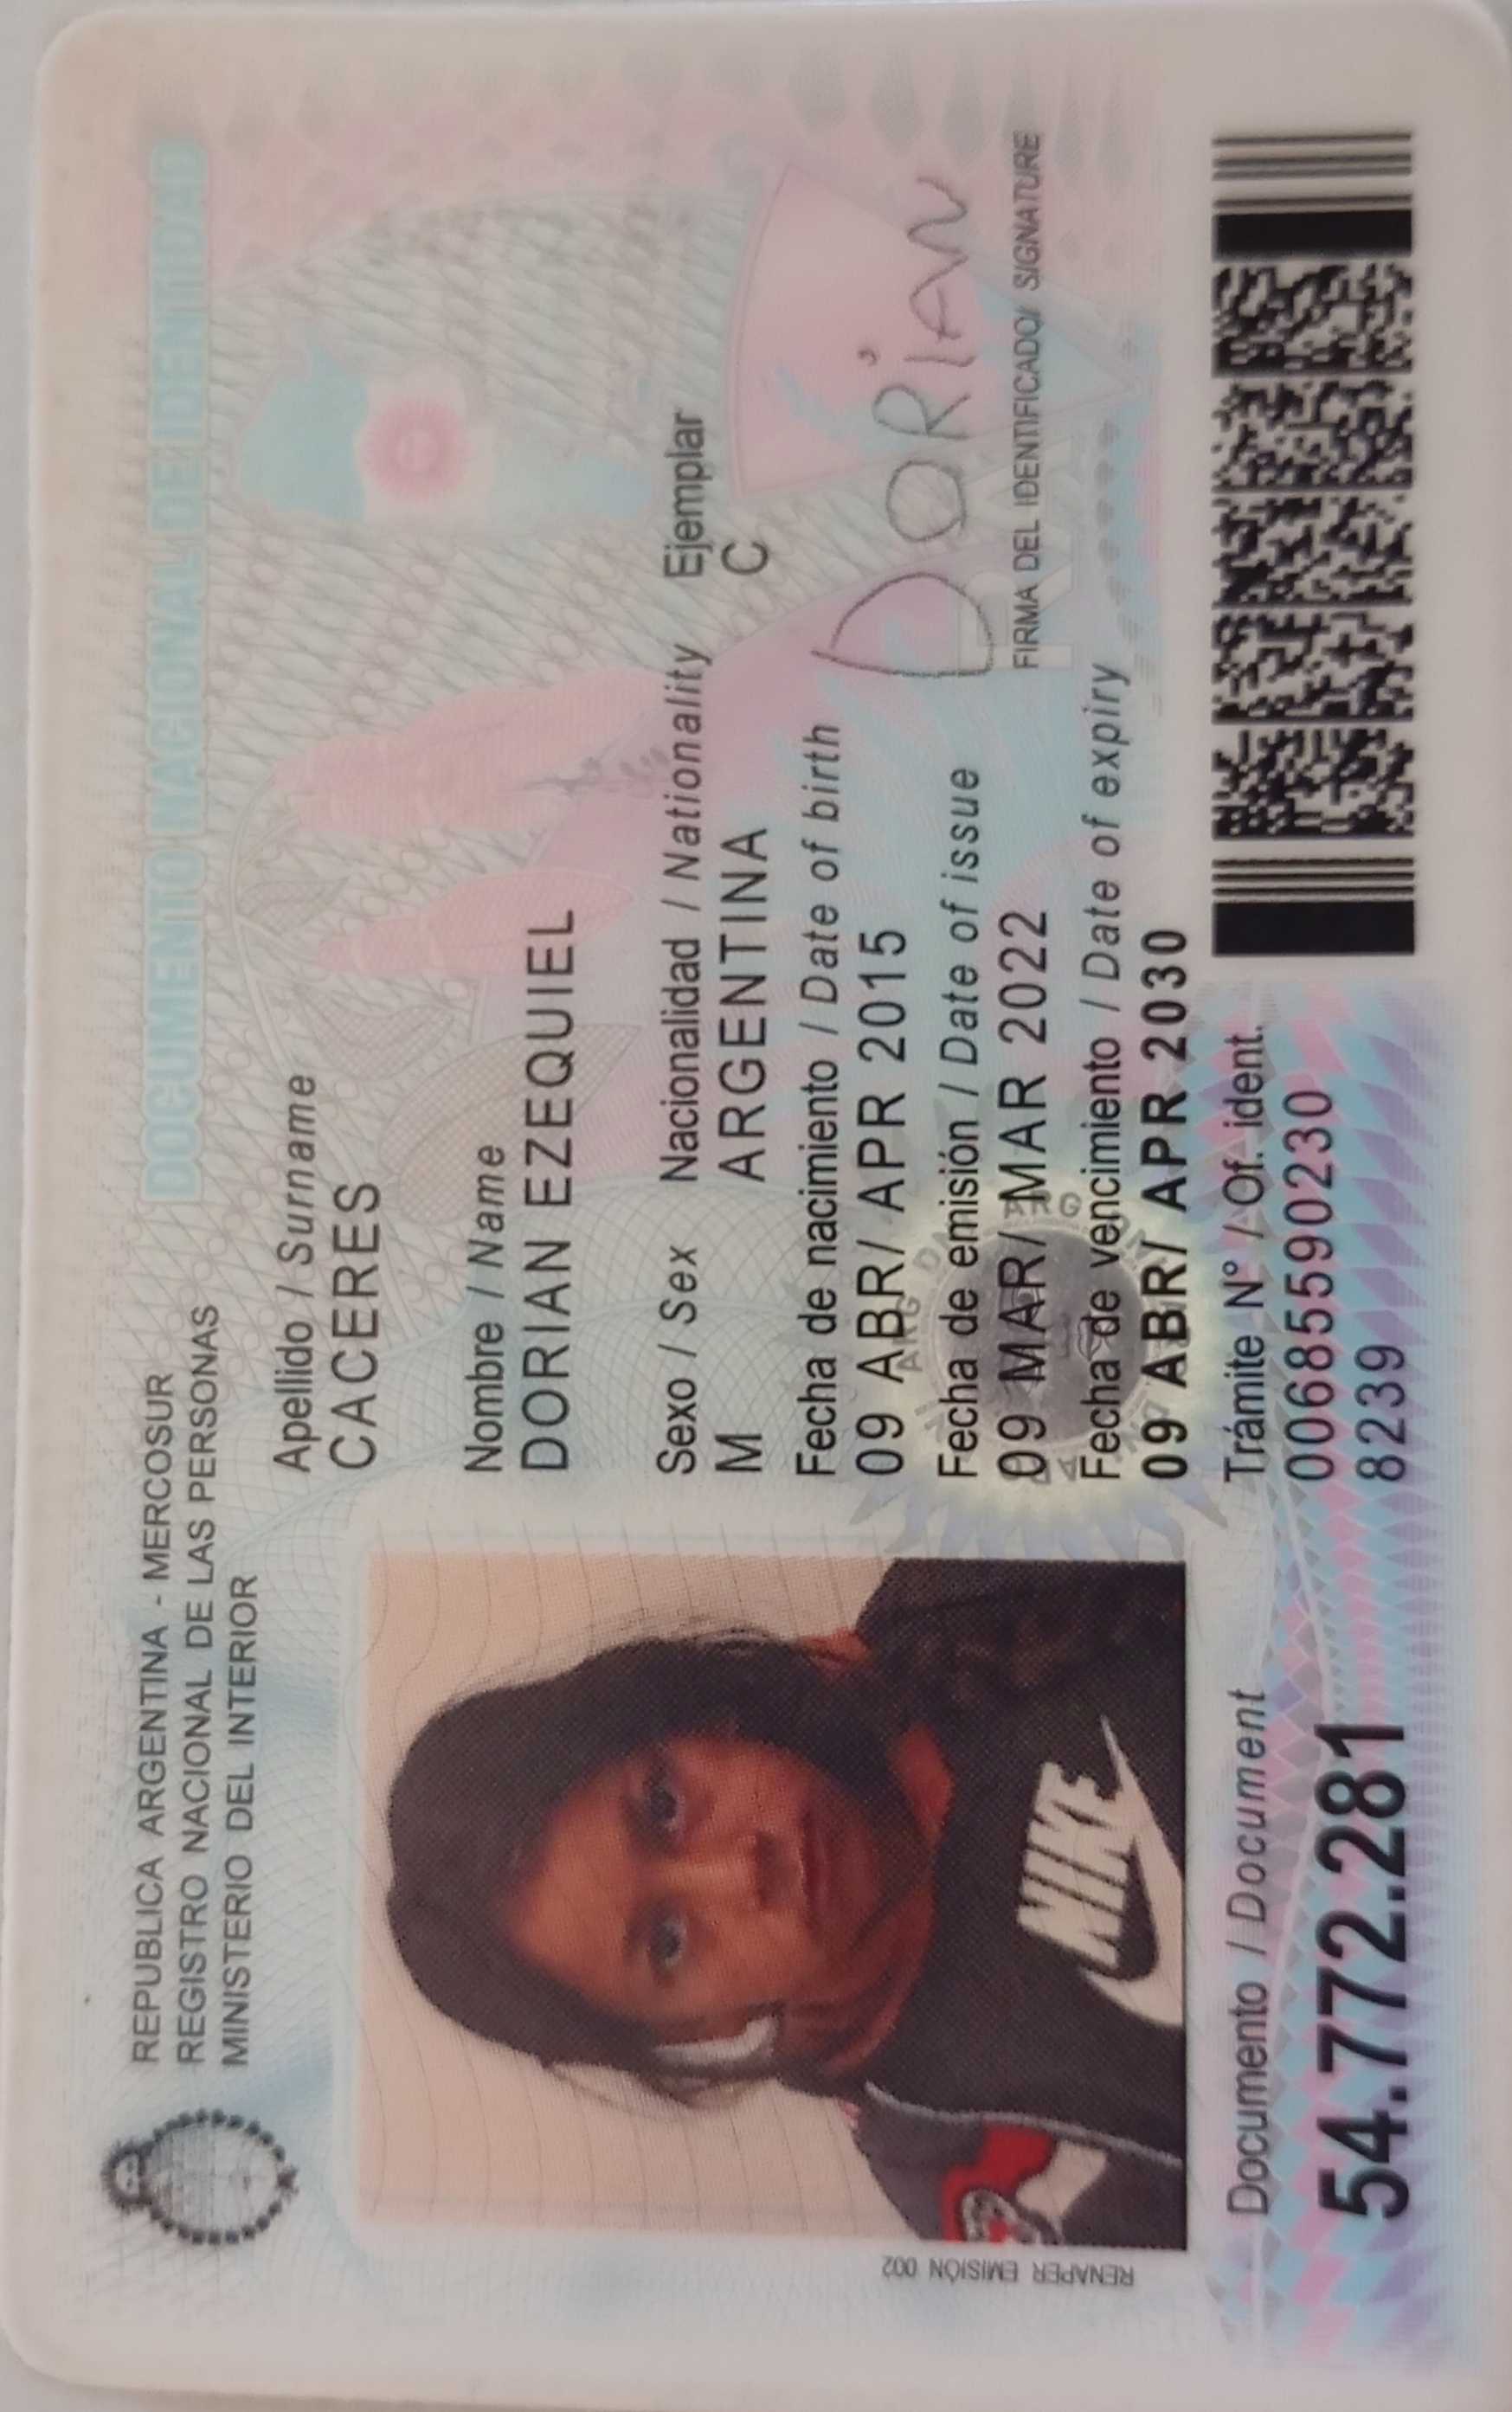 REPUBLICA ARGENTINA - MERCOSUR
REGISTRO NACIONAL DE LAS PERSONAS
MINISTERIO DEL INTERIOR
DOCUMENTO NACIONAL DE IDENTIDAD
Apellido / Surname
CACERES
Nombre / Name
DORIAN EZEQUIEL
Sexo / Sex Nacionalidad / Nationality Ejemplar
M ARGENTINA C
Fecha de nacimiento / Date of birth
09 ABR/ APR 2015
Fecha de emisión / Date of issue
09 MAR/ MAR 2022
Fecha de vencimiento / Date of expiry
09 ABR/ APR 2030
DORiAN
FIRMA DEL IDENTIFICADO/ SIGNATURE
Trámite N° / Of. ident.
00685590230
8239
NIKE
RENAPER EMISIÓN 002
Documento / Document
54.772.281